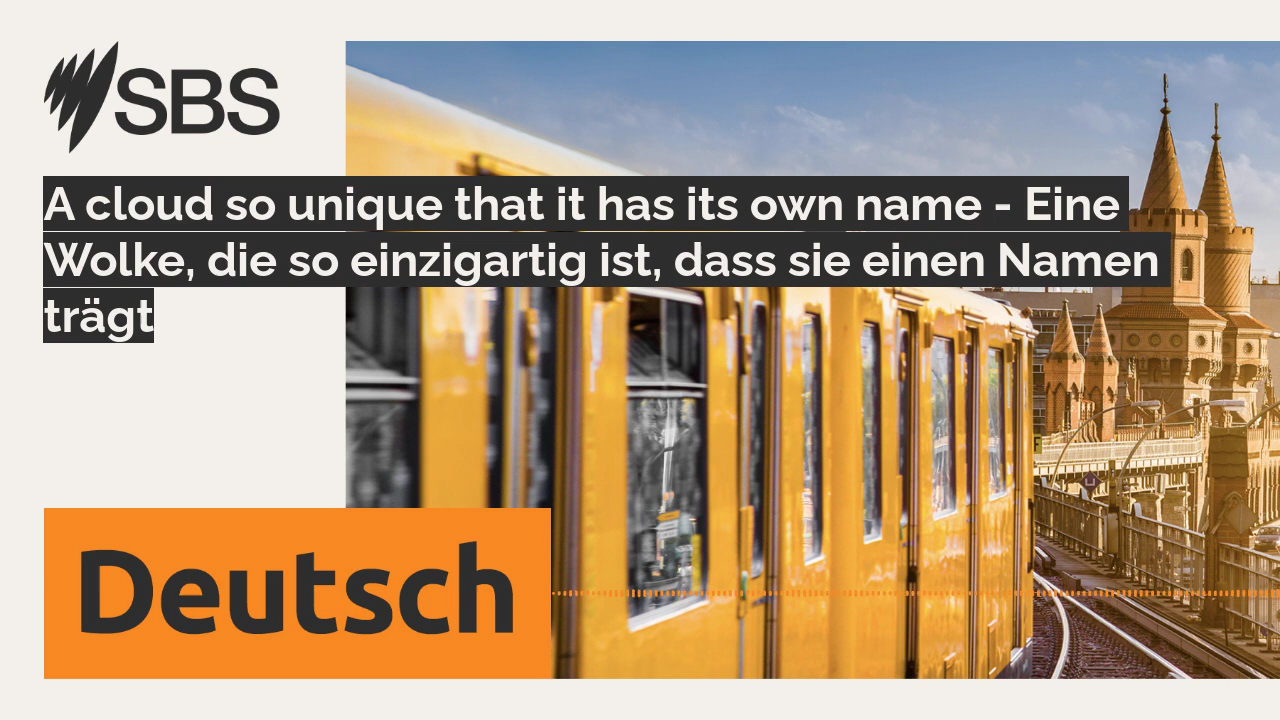 SBS
A cloud so unique that it has its own name - Eine
Wolke, die so einzigartig ist, dass sie einen Namen
trägt
Deutsch